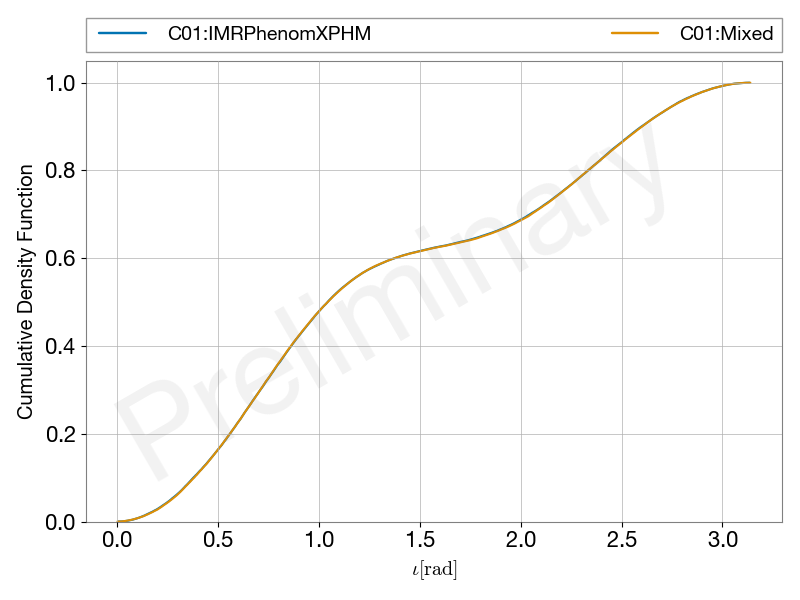 C01:IMRPhenomXPHM C01:Mixed
1.0
0.8
0.6
0.4
0.2
0.0
Cumulative Density Function
Preliminary
0.0 0.5 1.0 1.5 2.0 2.5 3.0
ι[rad]